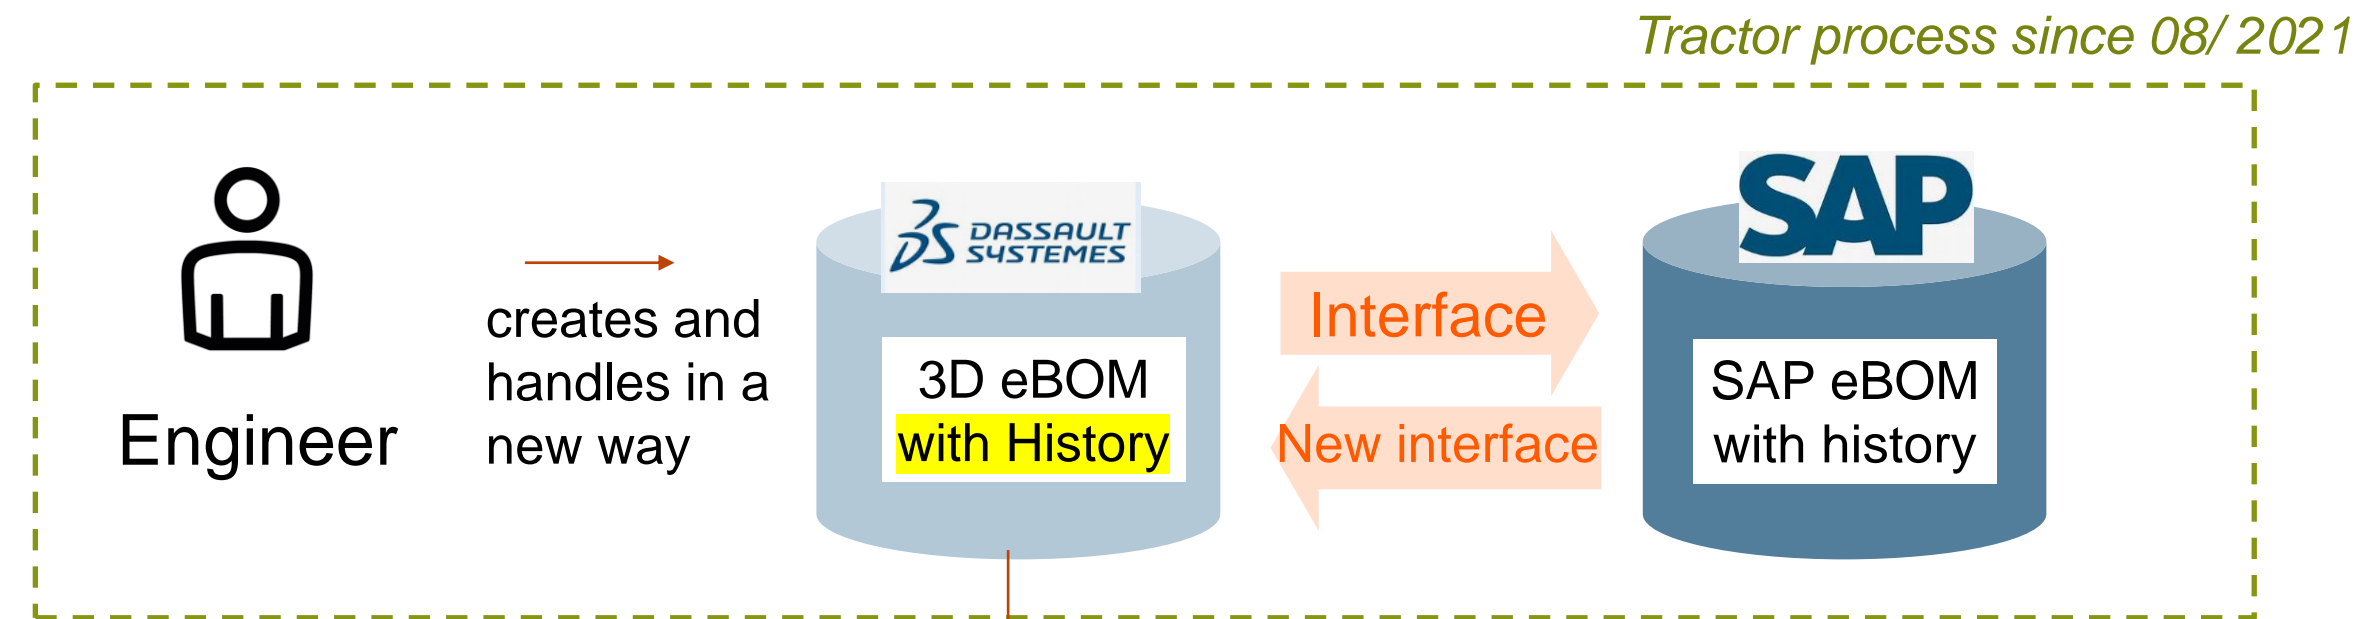 Tractor process since 08/ 2021
DASSAULT
SYSTEMES
SAP
creates and
handles in a
new way
Engineer
3D eBOM
with History
Interface
New interface
SAP eBOM
with history